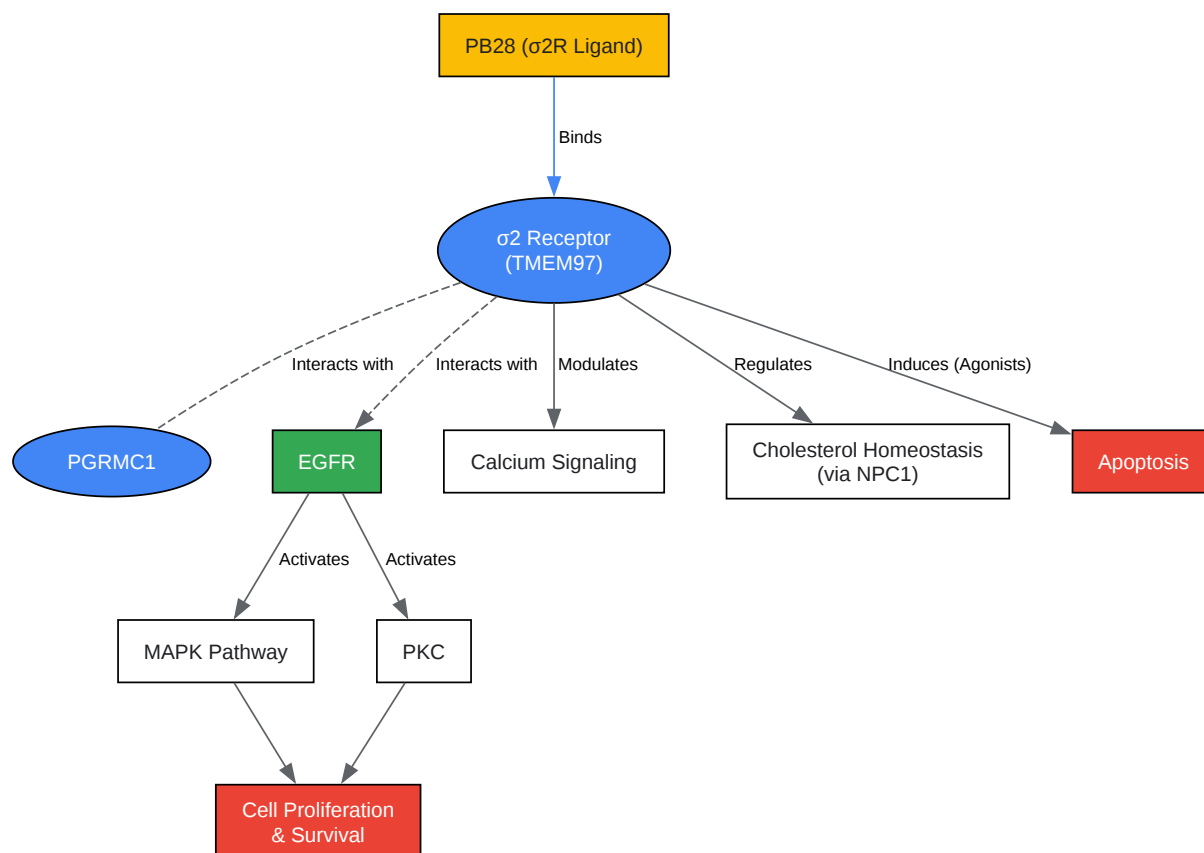 PB28 (σ2R Ligand)
Binds
σ2 Receptor
(TMEM97)
Interacts with
Interacts with
Modulates
Regulates
Induces (Agonists)
PGRMC1
EGFR
Calcium Signaling
Cholesterol Homeostasis
(via NPC1)
Apoptosis
Activates
Activates
MAPK Pathway
PKC
Cell Proliferation
& Survival